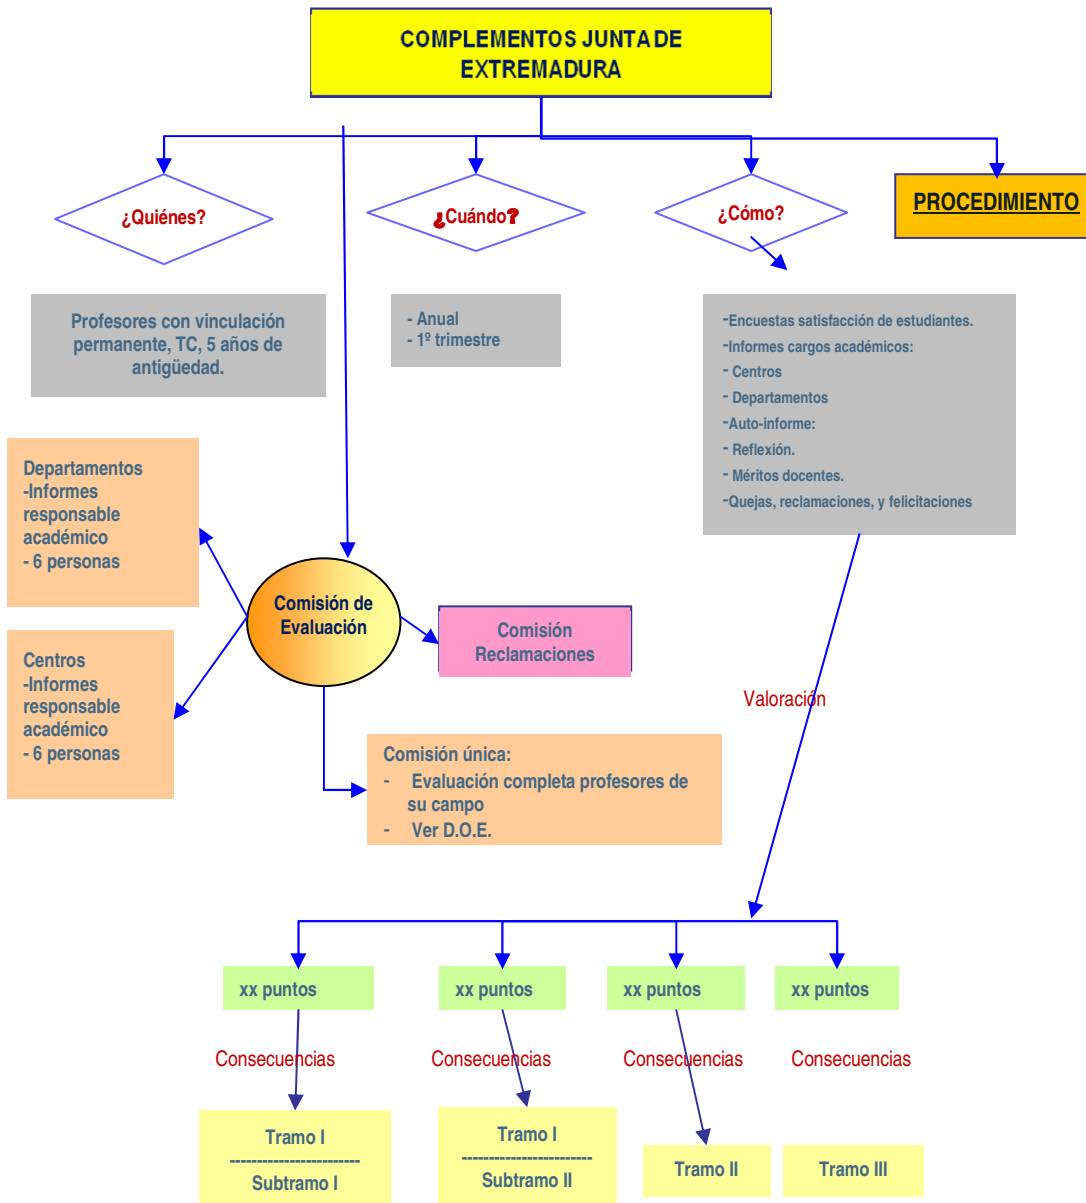 COMPLEMENTOS JUNTA DE
EXTREMADURA
¿Quiénes?
¿Cuándo?
¿Cómo?
PROCEDIMIENTO
Profesores con vinculación
permanente, TC, 5 años de
antigüedad.
- Anual
- 1º trimestre
-Encuestas satisfacción de estudiantes.
-Informes cargos académicos:
- Centros
- Departamentos
-Auto-informe:
- Reflexión.
- Méritos docentes.
-Quejas, reclamaciones, y felicitaciones
Departamentos
-Informes
responsable
académico
- 6 personas
Comisión de
Evaluación
Comisión
Reclamaciones
Centros
-Informes
responsable
académico
- 6 personas
Valoración
Comisión única:
- Evaluación completa profesores de
su campo
- Ver D.O.E.
xx puntos
xx puntos
xx puntos
xx puntos
Consecuencias
Consecuencias
Consecuencias
Consecuencias
Tramo I
------------------------
Subtramo I
Tramo I
------------------------
Subtramo II
Tramo II
Tramo III